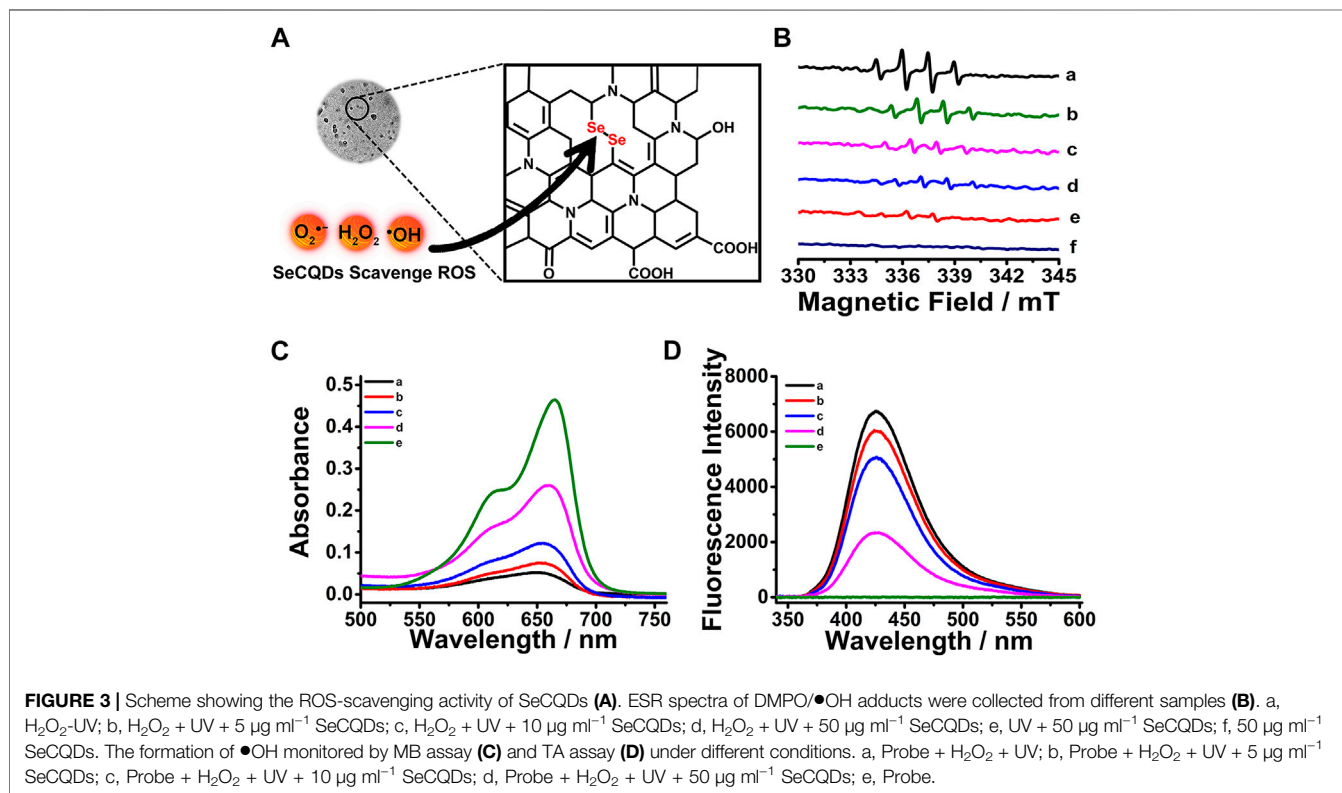 A
Se
Se
N
N
OH
N
N
N
COOH
COOH
O
O₂•⁻ H₂O₂ •OH
SeCQDs Scavenge ROS
B
a
b
c
d
e
f
330 333 336 339 342 345
Magnetic Field / mT
C
Absorbance
0.5
0.4
0.3
0.2
0.1
0.0
a
b
c
d
e
500 550 600 650 700 750
Wavelength / nm
D
Fluorescence Intensity
8000
6000
4000
2000
0
a
b
c
d
e
350 400 450 500 550 600
Wavelength / nm
FIGURE 3 | Scheme showing the ROS-scavenging activity of SeCQDs (A). ESR spectra of DMPO/●OH adducts were collected from different samples (B). a,
H₂O₂-UV; b, H₂O₂ + UV + 5 µg ml⁻¹ SeCQDs; c, H₂O₂ + UV + 10 µg ml⁻¹ SeCQDs; d, H₂O₂ + UV + 50 µg ml⁻¹ SeCQDs; e, UV + 50 µg ml⁻¹ SeCQDs; f, 50 µg ml⁻¹
SeCQDs. The formation of ●OH monitored by MB assay (C) and TA assay (D) under different conditions. a, Probe + H₂O₂ + UV; b, Probe + H₂O₂ + UV + 5 µg ml⁻¹
SeCQDs; c, Probe + H₂O₂ + UV + 10 µg ml⁻¹ SeCQDs; d, Probe + H₂O₂ + UV + 50 µg ml⁻¹ SeCQDs; e, Probe.